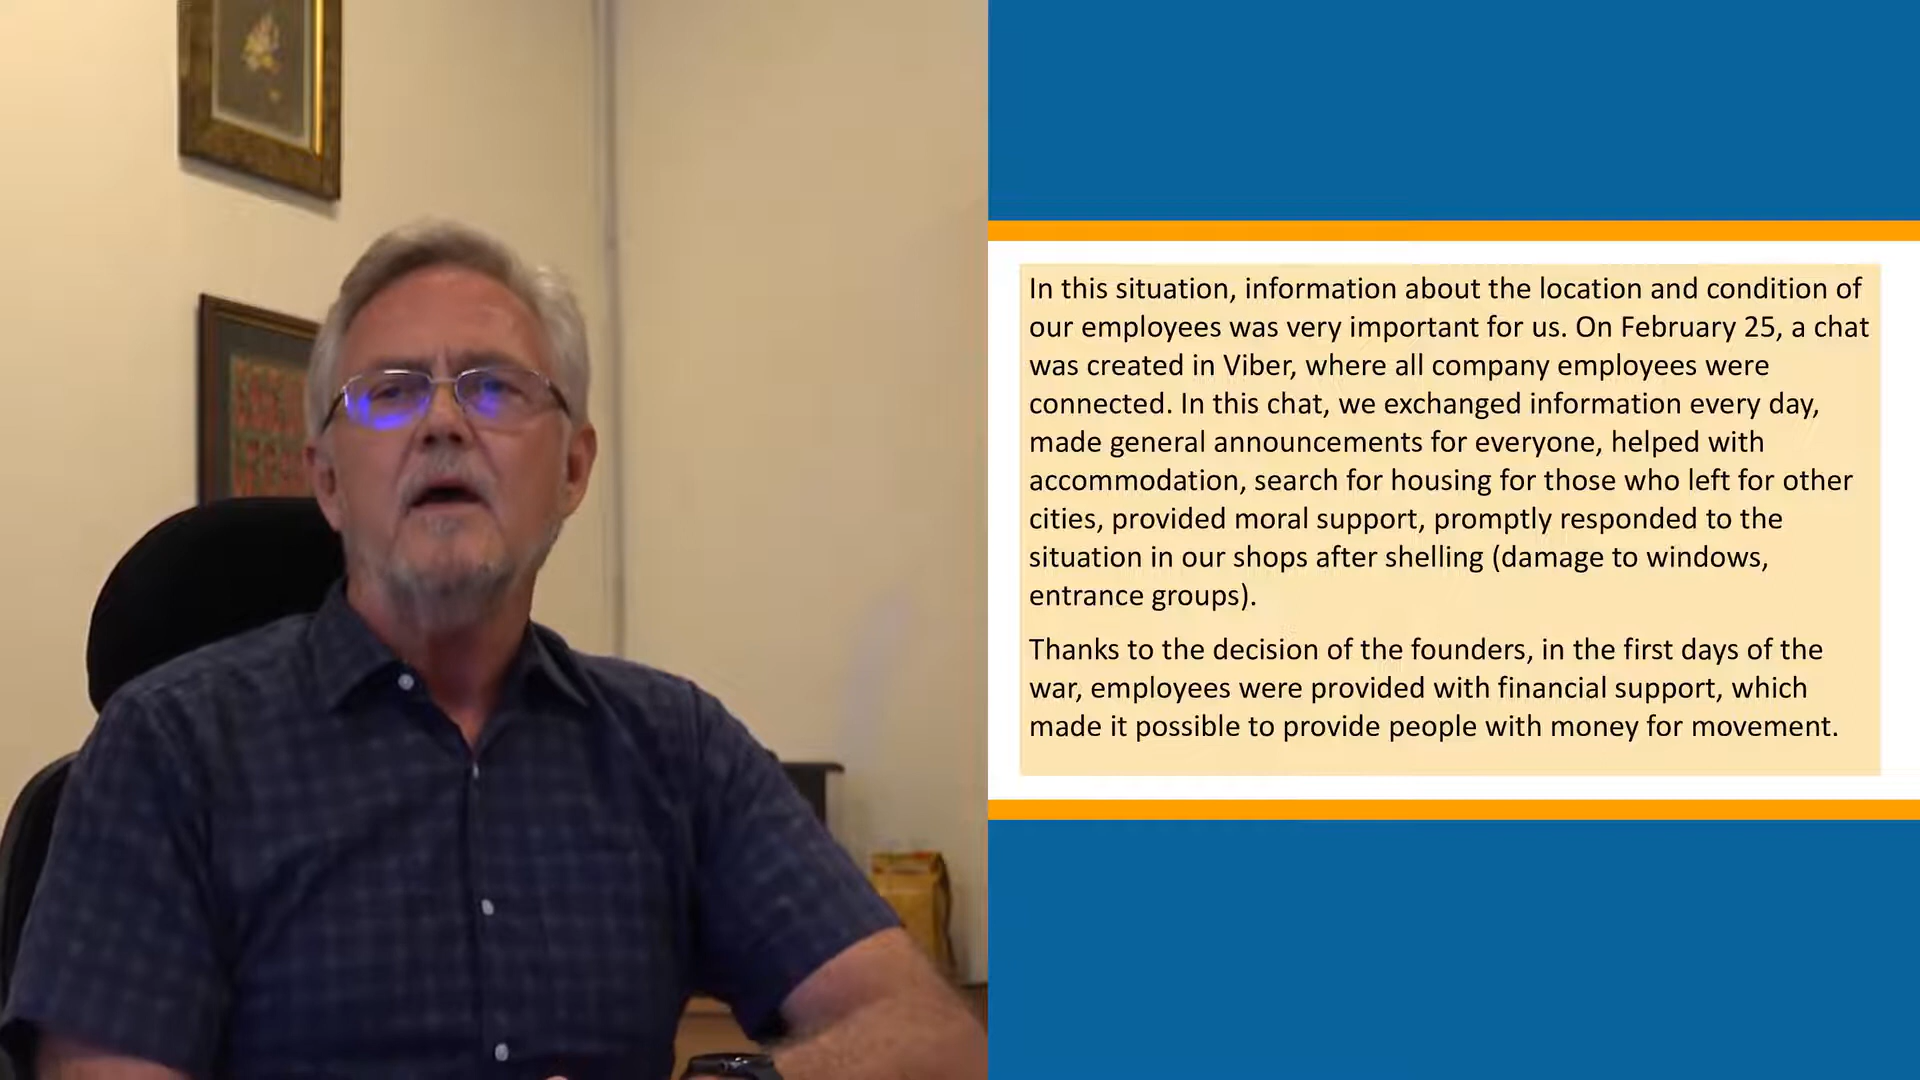 In this situation, information about the location and condition of
our employees was very important for us. On February 25, a chat
was created in Viber, where all company employees were
connected. In this chat, we exchanged information every day,
made general announcements for everyone, helped with
accommodation, search for housing for those who left for other
cities, provided moral support, promptly responded to the
situation in our shops after shelling (damage to windows,
entrance groups).
Thanks to the decision of the founders, in the first days of the
war, employees were provided with financial support, which
made it possible to provide people with money for movement.